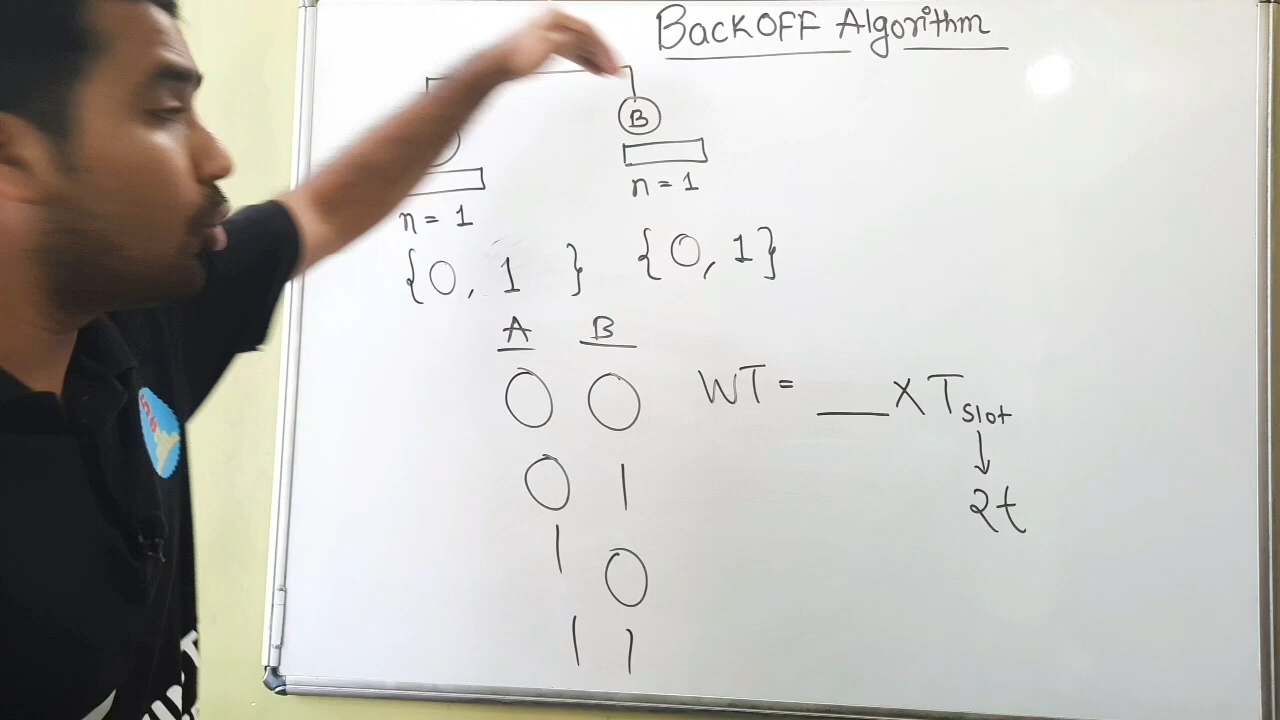 BackOFF Algorithm
B
n = 1
n = 1
{0, 1 } {0, 1}
A B
0 0
WT = ___ X Tslot
0 1
2t
1 0
1 1